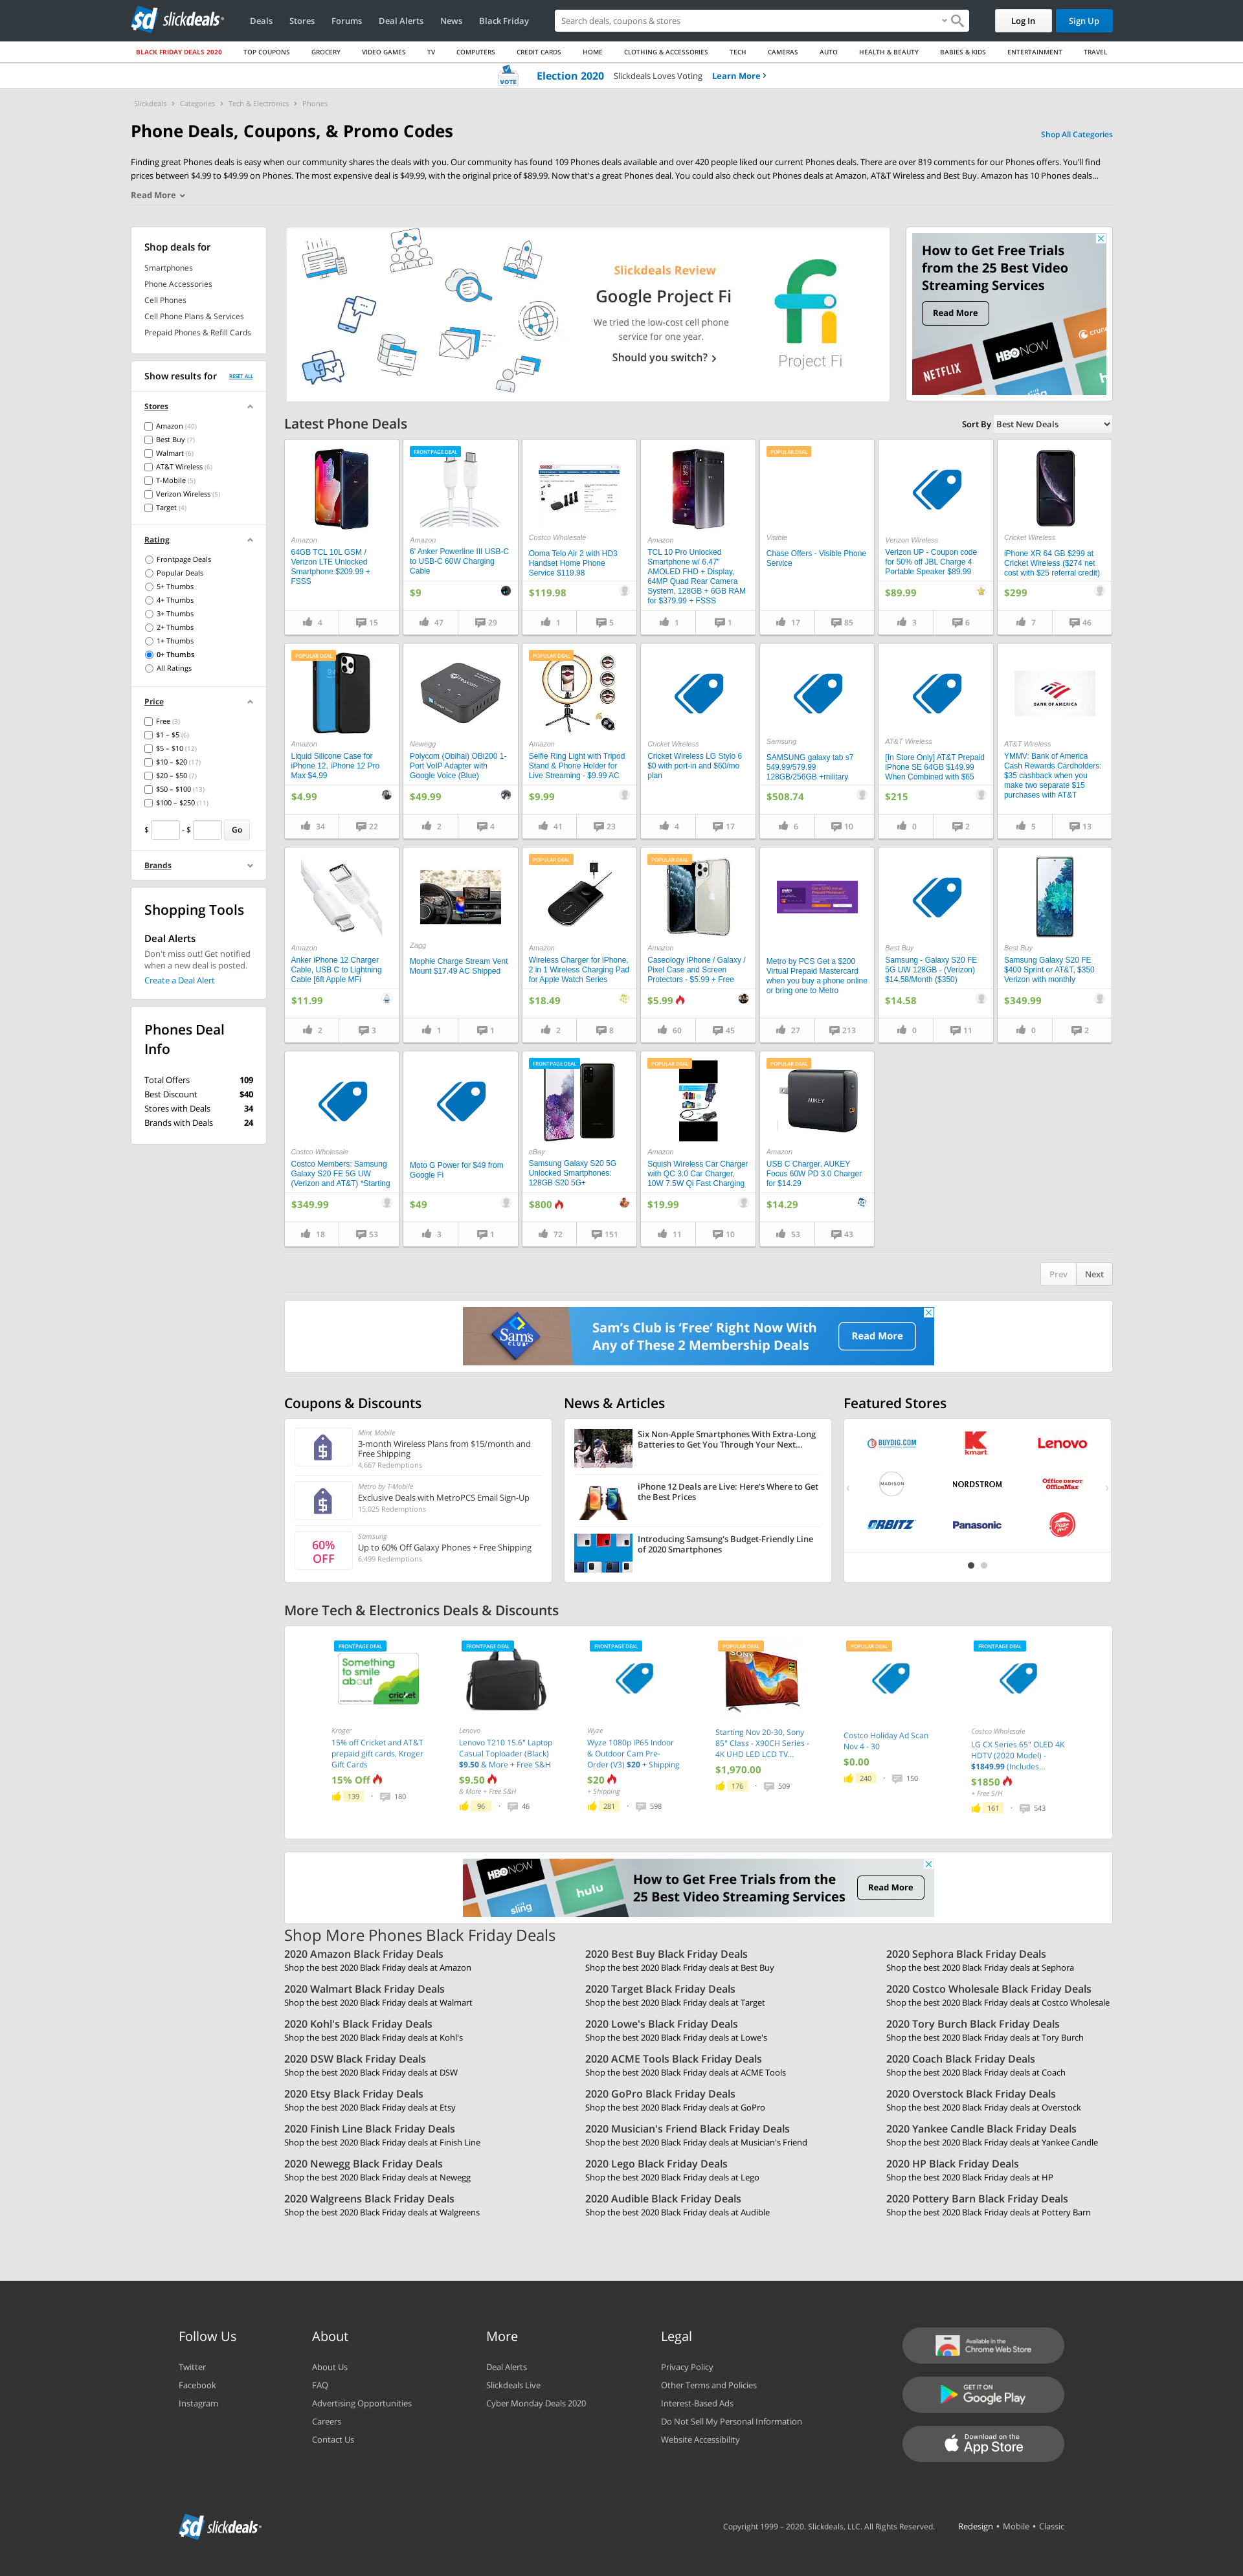 slickdeals
Deals Stores Forums Deal Alerts News Black Friday
Search deals, coupons & stores
Log In
Sign Up
BLACK FRIDAY DEALS 2020 TOP COUPONS GROCERY VIDEO GAMES TV COMPUTERS CREDIT CARDS HOME CLOTHING & ACCESSORIES TECH CAMERAS AUTO HEALTH & BEAUTY BABIES & KIDS ENTERTAINMENT TRAVEL
VOTE Election 2020 Slickdeals Loves Voting Learn More ›
Slickdeals › Categories › Tech & Electronics › Phones
Phone Deals, Coupons, & Promo Codes
Shop All Categories
Finding great Phones deals is easy when our community shares the deals with you. Our community has found 109 Phones deals available and over 420 people liked our current Phones deals. There are over 819 comments for our Phones offers. You'll find
prices between $4.99 to $49.99 on Phones. The most expensive deal is $49.99, with the original price of $89.99. Now that's a great Phones deal. You could also check out Phones deals at Amazon, AT&T Wireless and Best Buy. Amazon has 10 Phones deals...
Read More
Shop deals for
Smartphones
Phone Accessories
Cell Phones
Cell Phone Plans & Services
Prepaid Phones & Refill Cards
Show results for RESET ALL
Stores
Amazon (40)
Best Buy (7)
Walmart (6)
AT&T Wireless (6)
T-Mobile (5)
Verizon Wireless (5)
Target (4)
Rating
Frontpage Deals
Popular Deals
5+ Thumbs
4+ Thumbs
3+ Thumbs
2+ Thumbs
1+ Thumbs
0+ Thumbs
All Ratings
Price
Free (3)
$1 – $5 (6)
$5 – $10 (12)
$10 – $20 (17)
$20 – $50 (7)
$50 – $100 (13)
$100 – $250 (11)
$ - $ Go
Brands
Shopping Tools
Deal Alerts
Don't miss out! Get notified
when a new deal is posted.
Create a Deal Alert
Phones Deal
Info
Total Offers 109
Best Discount $40
Stores with Deals 34
Brands with Deals 24
Slickdeals Review
Google Project Fi
We tried the low-cost cell phone
service for one year.
Should you switch? ›
Project Fi
How to Get Free Trials
from the 25 Best Video
Streaming Services
Read More
NETFLIX
HBO NOW
Latest Phone Deals
Sort By Best New Deals
Amazon
64GB TCL 10L GSM /
Verizon LTE Unlocked
Smartphone $209.99 +
FSSS
4 15
FRONTPAGE DEAL
Amazon
6' Anker Powerline III USB-C
to USB-C 60W Charging
Cable
$9
47 29
Costco Wholesale
Ooma Telo Air 2 with HD3
Handset Home Phone
Service $119.98
$119.98
1 5
Amazon
TCL 10 Pro Unlocked
Smartphone w/ 6.47"
AMOLED FHD + Display,
64MP Quad Rear Camera
System, 128GB + 6GB RAM
for $379.99 + FSSS
1 1
POPULAR DEAL
Visible
Chase Offers - Visible Phone
Service
17 85
Verizon Wireless
Verizon UP - Coupon code
for 50% off JBL Charge 4
Portable Speaker $89.99
$89.99
3 6
Cricket Wireless
iPhone XR 64 GB $299 at
Cricket Wireless ($274 net
cost with $25 referral credit)
$299
7 46
POPULAR DEAL
Amazon
Liquid Silicone Case for
iPhone 12, iPhone 12 Pro
Max $4.99
$4.99
34 22
Newegg
Polycom (Obihai) OBi200 1-
Port VoIP Adapter with
Google Voice (Blue)
$49.99
2 4
POPULAR DEAL
Amazon
Selfie Ring Light with Tripod
Stand & Phone Holder for
Live Streaming - $9.99 AC
$9.99
41 23
Cricket Wireless
Cricket Wireless LG Stylo 6
$0 with port-in and $60/mo
plan
4 17
Samsung
SAMSUNG galaxy tab s7
549.99/579.99
128GB/256GB +military
$508.74
6 10
AT&T Wireless
[In Store Only] AT&T Prepaid
iPhone SE 64GB $149.99
When Combined with $65
$215
0 2
BANK OF AMERICA
AT&T Wireless
YMMV: Bank of America
Cash Rewards Cardholders:
$35 cashback when you
make two separate $15
purchases with AT&T
5 13
Amazon
Anker iPhone 12 Charger
Cable, USB C to Lightning
Cable [6ft Apple MFi
$11.99
2 3
Zagg
Mophie Charge Stream Vent
Mount $17.49 AC Shipped
1 1
POPULAR DEAL
Amazon
Wireless Charger for iPhone,
2 in 1 Wireless Charging Pad
for Apple Watch Series
$18.49
2 8
POPULAR DEAL
Amazon
Caseology iPhone / Galaxy /
Pixel Case and Screen
Protectors - $5.99 + Free
$5.99
60 45
Metro by PCS Get a $200
Virtual Prepaid Mastercard
when you buy a phone online
or bring one to Metro
27 213
Best Buy
Samsung - Galaxy S20 FE
5G UW 128GB - (Verizon)
$14.58/Month ($350)
$14.58
0 11
Best Buy
Samsung Galaxy S20 FE
$400 Sprint or AT&T, $350
Verizon with monthly
$349.99
0 2
Costco Wholesale
Costco Members: Samsung
Galaxy S20 FE 5G UW
(Verizon and AT&T) *Starting
$349.99
18 53
Moto G Power for $49 from
Google Fi
$49
3 1
FRONTPAGE DEAL
eBay
Samsung Galaxy S20 5G
Unlocked Smartphones:
128GB S20 5G+
$800
72 151
POPULAR DEAL
Amazon
Squish Wireless Car Charger
with QC 3.0 Car Charger,
10W 7.5W Qi Fast Charging
$19.99
11 10
POPULAR DEAL
AUKEY
Amazon
USB C Charger, AUKEY
Focus 60W PD 3.0 Charger
for $14.29
$14.29
53 43
Prev Next
Sam's CLUB
Sam's Club is 'Free' Right Now With
Any of These 2 Membership Deals
Read More
Coupons & Discounts
Mint Mobile
3-month Wireless Plans from $15/month and
Free Shipping
4,667 Redemptions
Metro by T-Mobile
Exclusive Deals with MetroPCS Email Sign-Up
15,025 Redemptions
60%
OFF
Samsung
Up to 60% Off Galaxy Phones + Free Shipping
6,499 Redemptions
News & Articles
Six Non-Apple Smartphones With Extra-Long
Batteries to Get You Through Your Next...
iPhone 12 Deals are Live: Here's Where to Get
the Best Prices
Introducing Samsung's Budget-Friendly Line
of 2020 Smartphones
Featured Stores
BUYDIG.COM kmart Lenovo
MADISON NORDSTROM Office DEPOT OfficeMax
ORBITZ Panasonic Pizza Hut
More Tech & Electronics Deals & Discounts
FRONTPAGE DEAL
Something
to smile
about
cricket
Kroger
15% off Cricket and AT&T
prepaid gift cards, Kroger
Gift Cards
15% Off
139 180
FRONTPAGE DEAL
Lenovo
Lenovo T210 15.6" Laptop
Casual Toploader (Black)
$9.50 & More + Free S&H
$9.50
& More + Free S&H
96 46
FRONTPAGE DEAL
Wyze
Wyze 1080p IP65 Indoor
& Outdoor Cam Pre-
Order (V3) $20 + Shipping
$20
+ Shipping
281 598
POPULAR DEAL
SONY
Starting Nov 20-30, Sony
85" Class - X90CH Series -
4K UHD LED LCD TV...
$1,970.00
176 509
POPULAR DEAL
Costco Holiday Ad Scan
Nov 4 - 30
$0.00
240 150
FRONTPAGE DEAL
Costco Wholesale
LG CX Series 65" OLED 4K
HDTV (2020 Model) -
$1849.99 (Includes...
$1850
+ Free S/H
161 543
HBO NOW
sling
hulu
How to Get Free Trials from the
25 Best Video Streaming Services
Read More
Shop More Phones Black Friday Deals
2020 Amazon Black Friday Deals
Shop the best 2020 Black Friday deals at Amazon
2020 Best Buy Black Friday Deals
Shop the best 2020 Black Friday deals at Best Buy
2020 Sephora Black Friday Deals
Shop the best 2020 Black Friday deals at Sephora
2020 Walmart Black Friday Deals
Shop the best 2020 Black Friday deals at Walmart
2020 Target Black Friday Deals
Shop the best 2020 Black Friday deals at Target
2020 Costco Wholesale Black Friday Deals
Shop the best 2020 Black Friday deals at Costco Wholesale
2020 Kohl's Black Friday Deals
Shop the best 2020 Black Friday deals at Kohl's
2020 Lowe's Black Friday Deals
Shop the best 2020 Black Friday deals at Lowe's
2020 Tory Burch Black Friday Deals
Shop the best 2020 Black Friday deals at Tory Burch
2020 DSW Black Friday Deals
Shop the best 2020 Black Friday deals at DSW
2020 ACME Tools Black Friday Deals
Shop the best 2020 Black Friday deals at ACME Tools
2020 Coach Black Friday Deals
Shop the best 2020 Black Friday deals at Coach
2020 Etsy Black Friday Deals
Shop the best 2020 Black Friday deals at Etsy
2020 GoPro Black Friday Deals
Shop the best 2020 Black Friday deals at GoPro
2020 Overstock Black Friday Deals
Shop the best 2020 Black Friday deals at Overstock
2020 Finish Line Black Friday Deals
Shop the best 2020 Black Friday deals at Finish Line
2020 Musician's Friend Black Friday Deals
Shop the best 2020 Black Friday deals at Musician's Friend
2020 Yankee Candle Black Friday Deals
Shop the best 2020 Black Friday deals at Yankee Candle
2020 Newegg Black Friday Deals
Shop the best 2020 Black Friday deals at Newegg
2020 Lego Black Friday Deals
Shop the best 2020 Black Friday deals at Lego
2020 HP Black Friday Deals
Shop the best 2020 Black Friday deals at HP
2020 Walgreens Black Friday Deals
Shop the best 2020 Black Friday deals at Walgreens
2020 Audible Black Friday Deals
Shop the best 2020 Black Friday deals at Audible
2020 Pottery Barn Black Friday Deals
Shop the best 2020 Black Friday deals at Pottery Barn
Follow Us
Twitter
Facebook
Instagram
About
About Us
FAQ
Advertising Opportunities
Careers
Contact Us
More
Deal Alerts
Slickdeals Live
Cyber Monday Deals 2020
Legal
Privacy Policy
Other Terms and Policies
Interest-Based Ads
Do Not Sell My Personal Information
Website Accessibility
Available in the
Chrome Web Store
GET IT ON
Google Play
Download on the
App Store
slickdeals
Copyright 1999 – 2020. Slickdeals, LLC. All Rights Reserved.
Redesign • Mobile • Classic